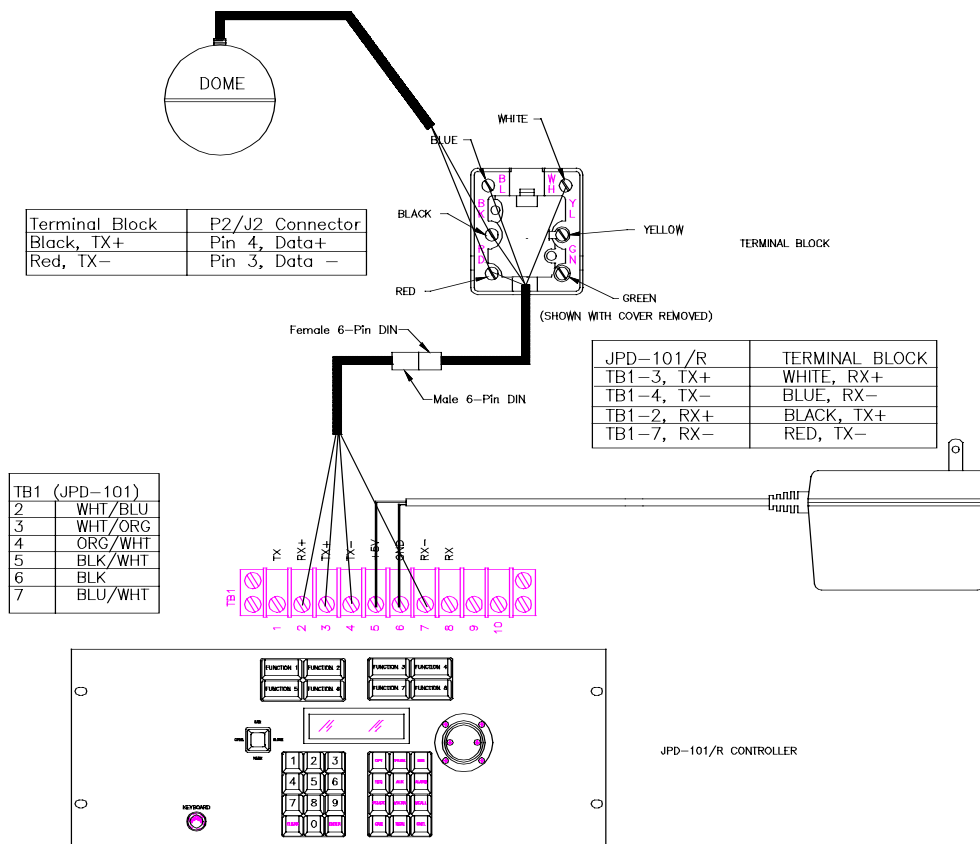 DOME
WHITE
BLUE
BL
WH
BK
YL
BLACK
YELLOW
RD
GN
TERMINAL BLOCK
RED
GREEN
(SHOWN WITH COVER REMOVED)
Terminal Block P2/J2 Connector
Black, TX+ Pin 4, Data+
Red, TX- Pin 3, Data -
Female 6-Pin DIN
Male 6-Pin DIN
JPD-101/R TERMINAL BLOCK
TB1-3, TX+ WHITE, RX+
TB1-4, TX- BLUE, RX-
TB1-2, RX+ BLACK, TX+
TB1-7, RX- RED, TX-
TB1 (JPD-101)
2 WHT/BLU
3 WHT/ORG
4 ORG/WHT
5 BLK/WHT
6 BLK
7 BLU/WHT
TX RX+ TX+ TX- GND RX- RX
TB1
1 2 3 4 5 6 7 8 9 10
FUNCTION 1 FUNCTION 2 FUNCTION 3 FUNCTION 4
FUNCTION 5 FUNCTION 7
1 2 3
4 5 6
7 8 9
CLEAR 0 ENTER
KEYBOARD
JPD-101/R CONTROLLER